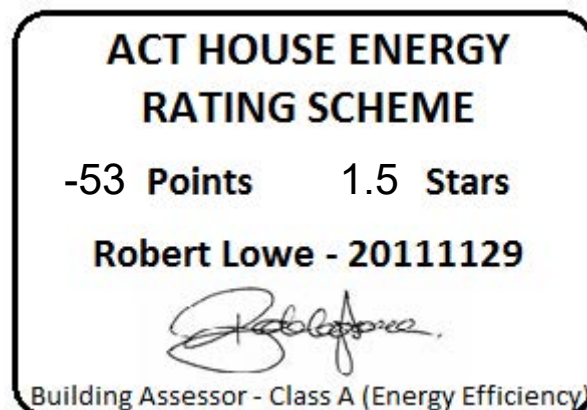 ACT HOUSE ENERGY
RATING SCHEME
-53 Points 1.5 Stars
Robert Lowe - 20111129
Building Assessor - Class A (Energy Efficiency)